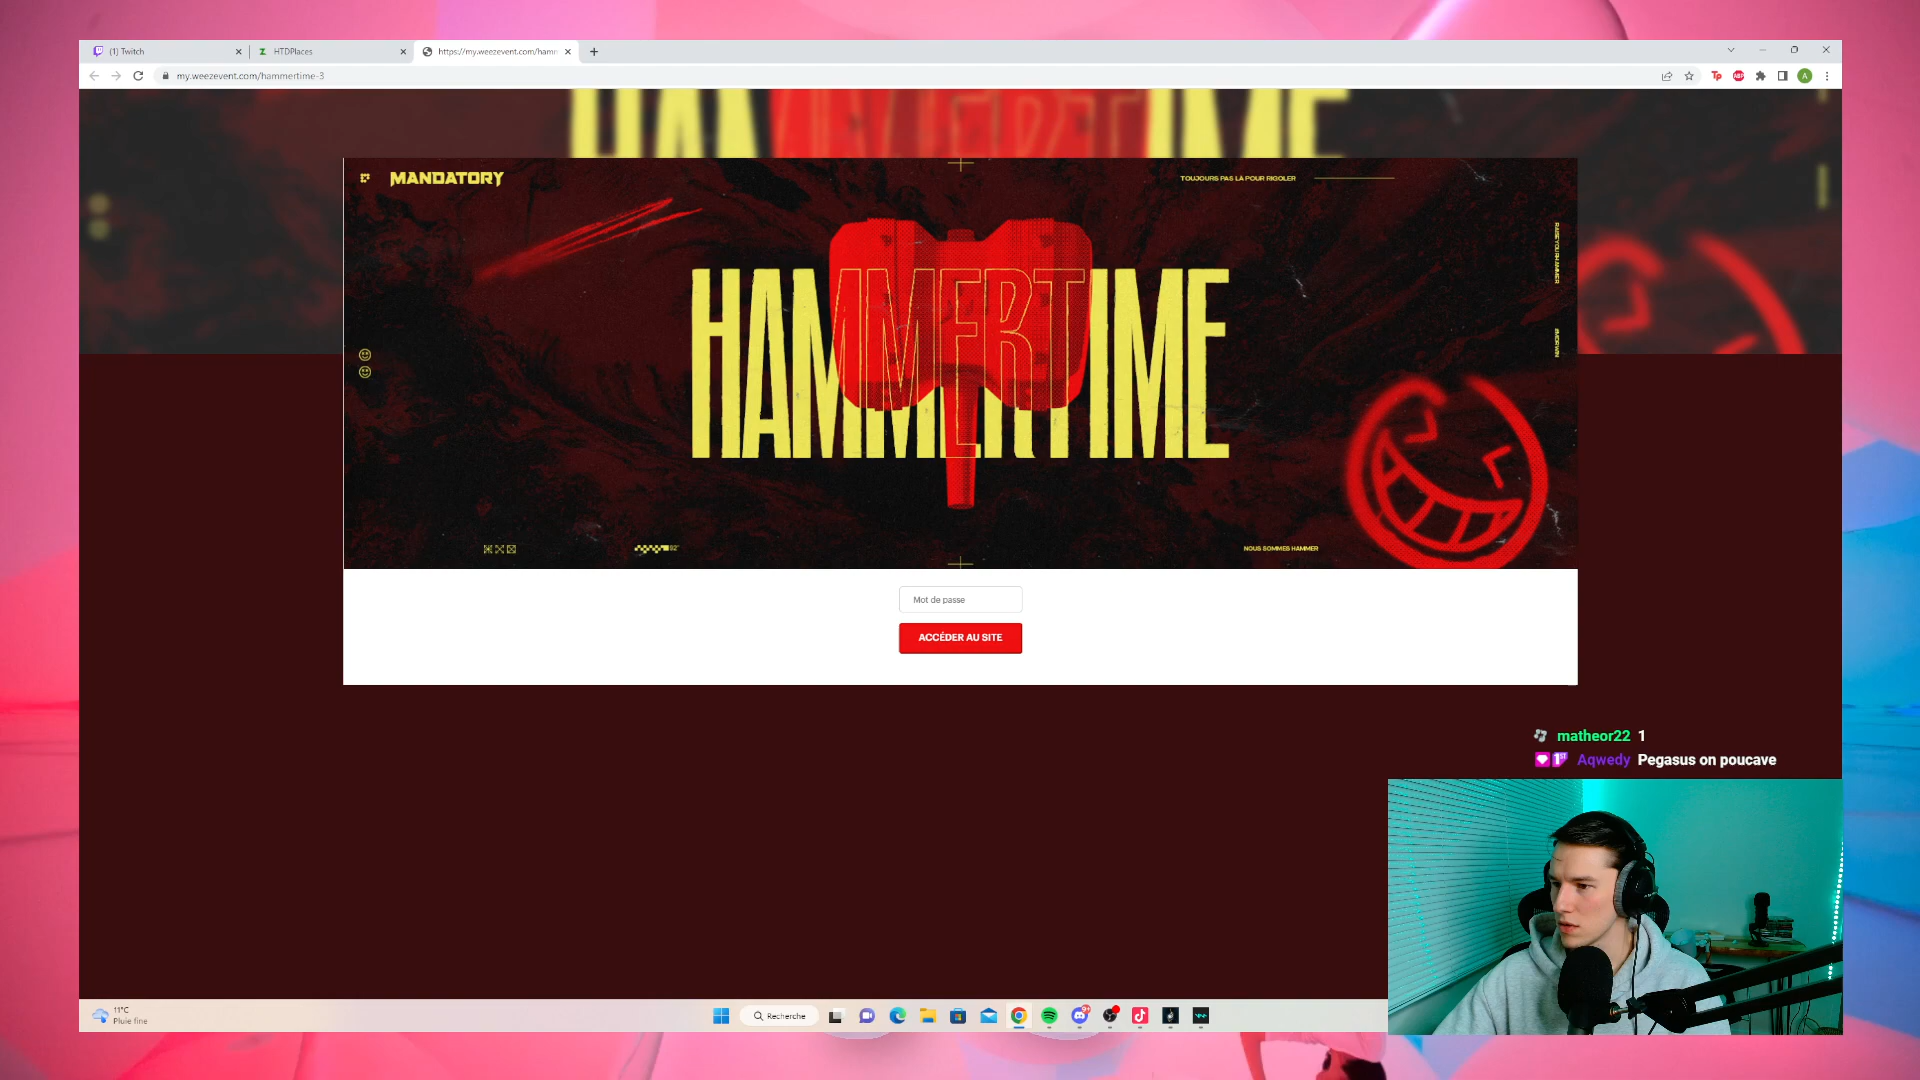 (1) Twitch
HTDPlaces
https://my.weezevent.com/hamm
my.weezevent.com/hammertime-3
MANDATORY
TOUJOURS PAS LÀ POUR RIGOLER
HAMMERTIME
NOUS SOMMES HAMMER
Mot de passe
ACCÉDER AU SITE
matheor22 1
Aqwedy Pegasus on poucave
11°C
Pluie fine
Recherche